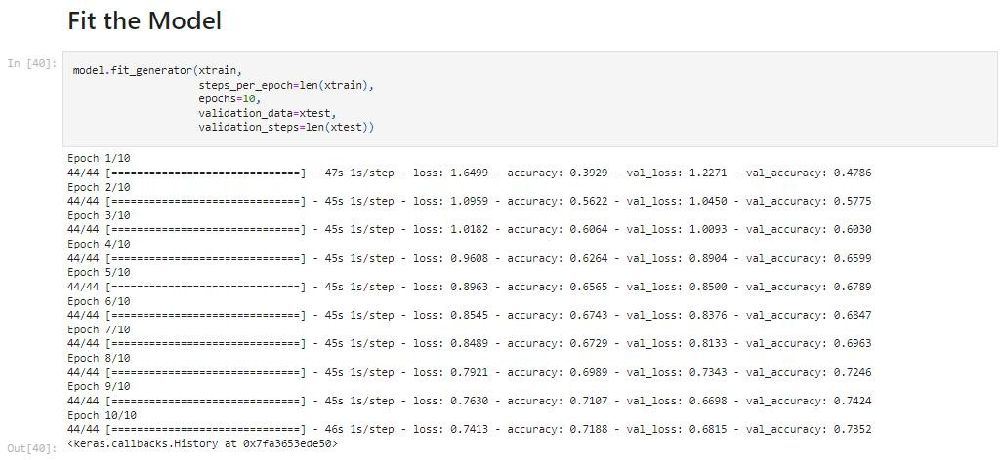 Fit the Model
In [40]:
model.fit_generator(xtrain,
steps_per_epoch=len(xtrain),
epochs=10,
validation_data=xtest,
validation_steps=len(xtest))
Epoch 1/10
44/44 [==============================] - 47s 1s/step - loss: 1.6499 - accuracy: 0.3929 - val_loss: 1.2271 - val_accuracy: 0.4786
Epoch 2/10
44/44 [==============================] - 45s 1s/step - loss: 1.0959 - accuracy: 0.5622 - val_loss: 1.0450 - val_accuracy: 0.5775
Epoch 3/10
44/44 [==============================] - 45s 1s/step - loss: 1.0182 - accuracy: 0.6064 - val_loss: 1.0093 - val_accuracy: 0.6030
Epoch 4/10
44/44 [==============================] - 45s 1s/step - loss: 0.9608 - accuracy: 0.6264 - val_loss: 0.8904 - val_accuracy: 0.6599
Epoch 5/10
44/44 [==============================] - 45s 1s/step - loss: 0.8963 - accuracy: 0.6565 - val_loss: 0.8500 - val_accuracy: 0.6789
Epoch 6/10
44/44 [==============================] - 45s 1s/step - loss: 0.8545 - accuracy: 0.6743 - val_loss: 0.8376 - val_accuracy: 0.6847
Epoch 7/10
44/44 [==============================] - 45s 1s/step - loss: 0.8489 - accuracy: 0.6729 - val_loss: 0.8133 - val_accuracy: 0.6963
Epoch 8/10
44/44 [==============================] - 45s 1s/step - loss: 0.7921 - accuracy: 0.6989 - val_loss: 0.7343 - val_accuracy: 0.7246
Epoch 9/10
44/44 [==============================] - 45s 1s/step - loss: 0.7630 - accuracy: 0.7107 - val_loss: 0.6698 - val_accuracy: 0.7424
Epoch 10/10
44/44 [==============================] - 46s 1s/step - loss: 0.7413 - accuracy: 0.7188 - val_loss: 0.6815 - val_accuracy: 0.7352
Out[40]: <keras.callbacks.History at 0x7fa3653ede50>